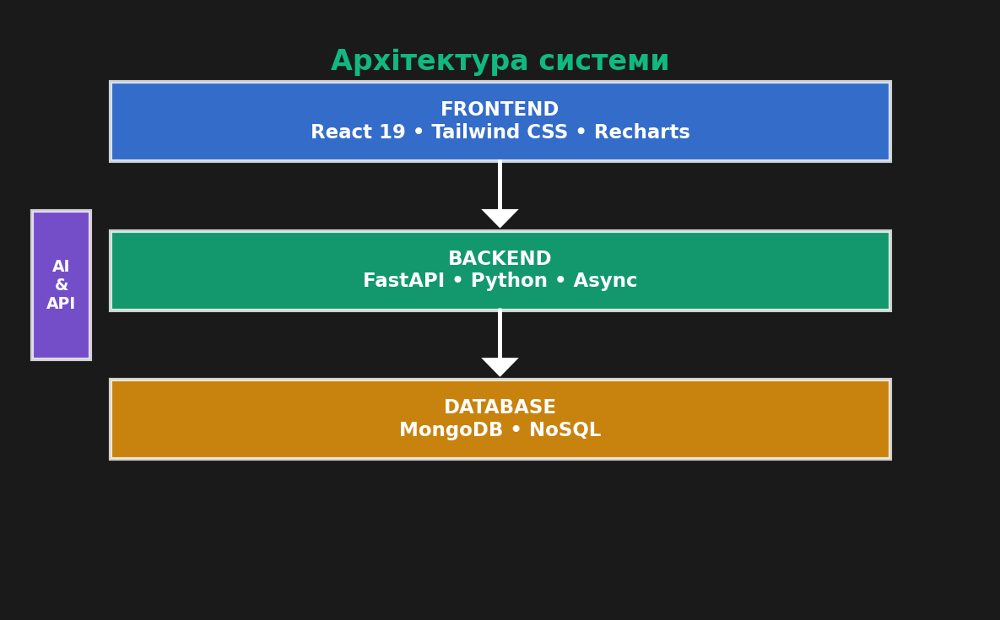 Архітектура системи
FRONTEND
React 19 • Tailwind CSS • Recharts
AI
&
API
BACKEND
FastAPI • Python • Async
DATABASE
MongoDB • NoSQL